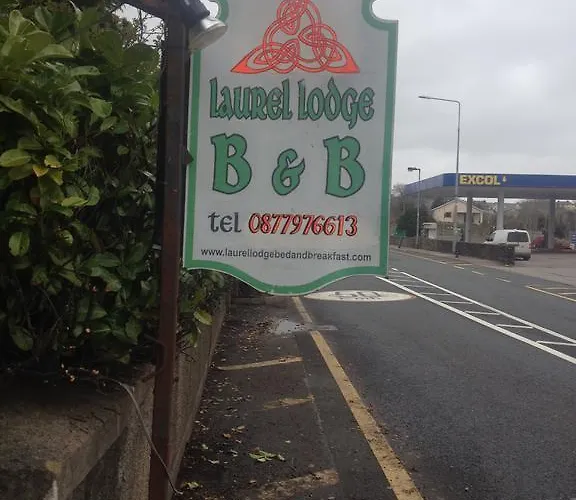 Laurel Lodge
B & B
tel 0877976613
www.laurellodgebedandbreakfast.com
EXCOL